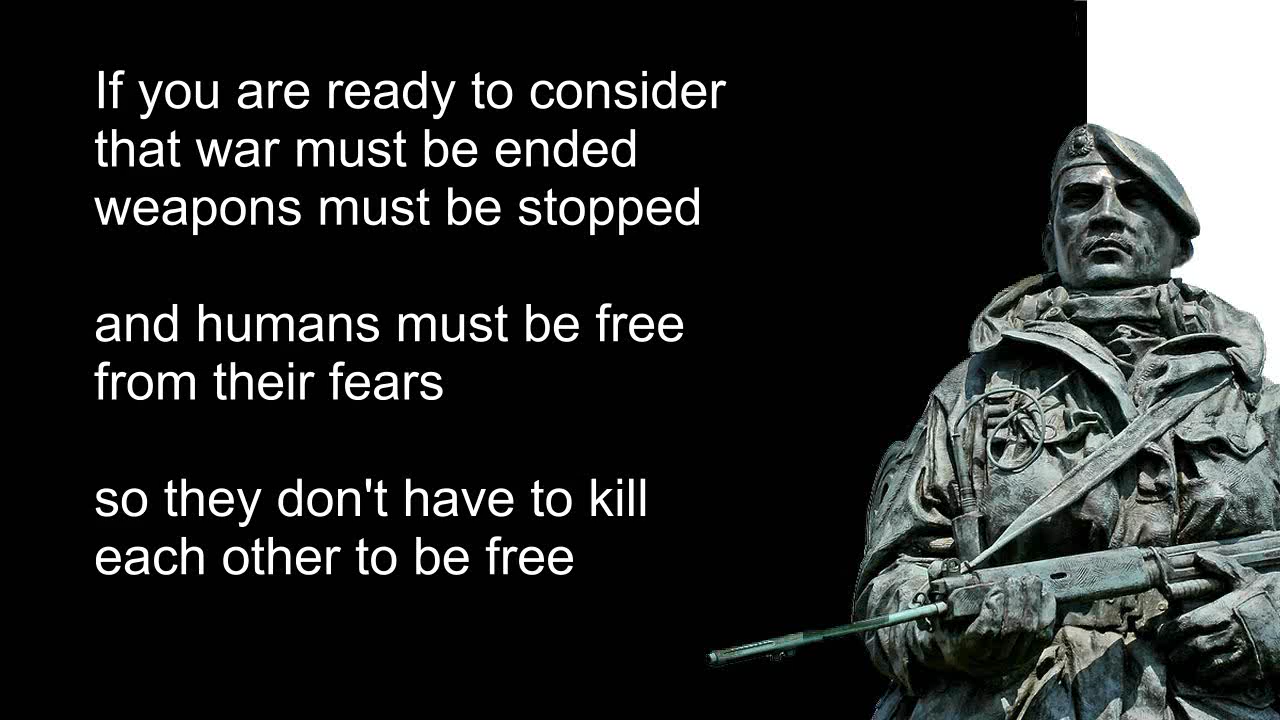 If you are ready to consider
that war must be ended
weapons must be stopped
and humans must be free
from their fears
so they don't have to kill
each other to be free